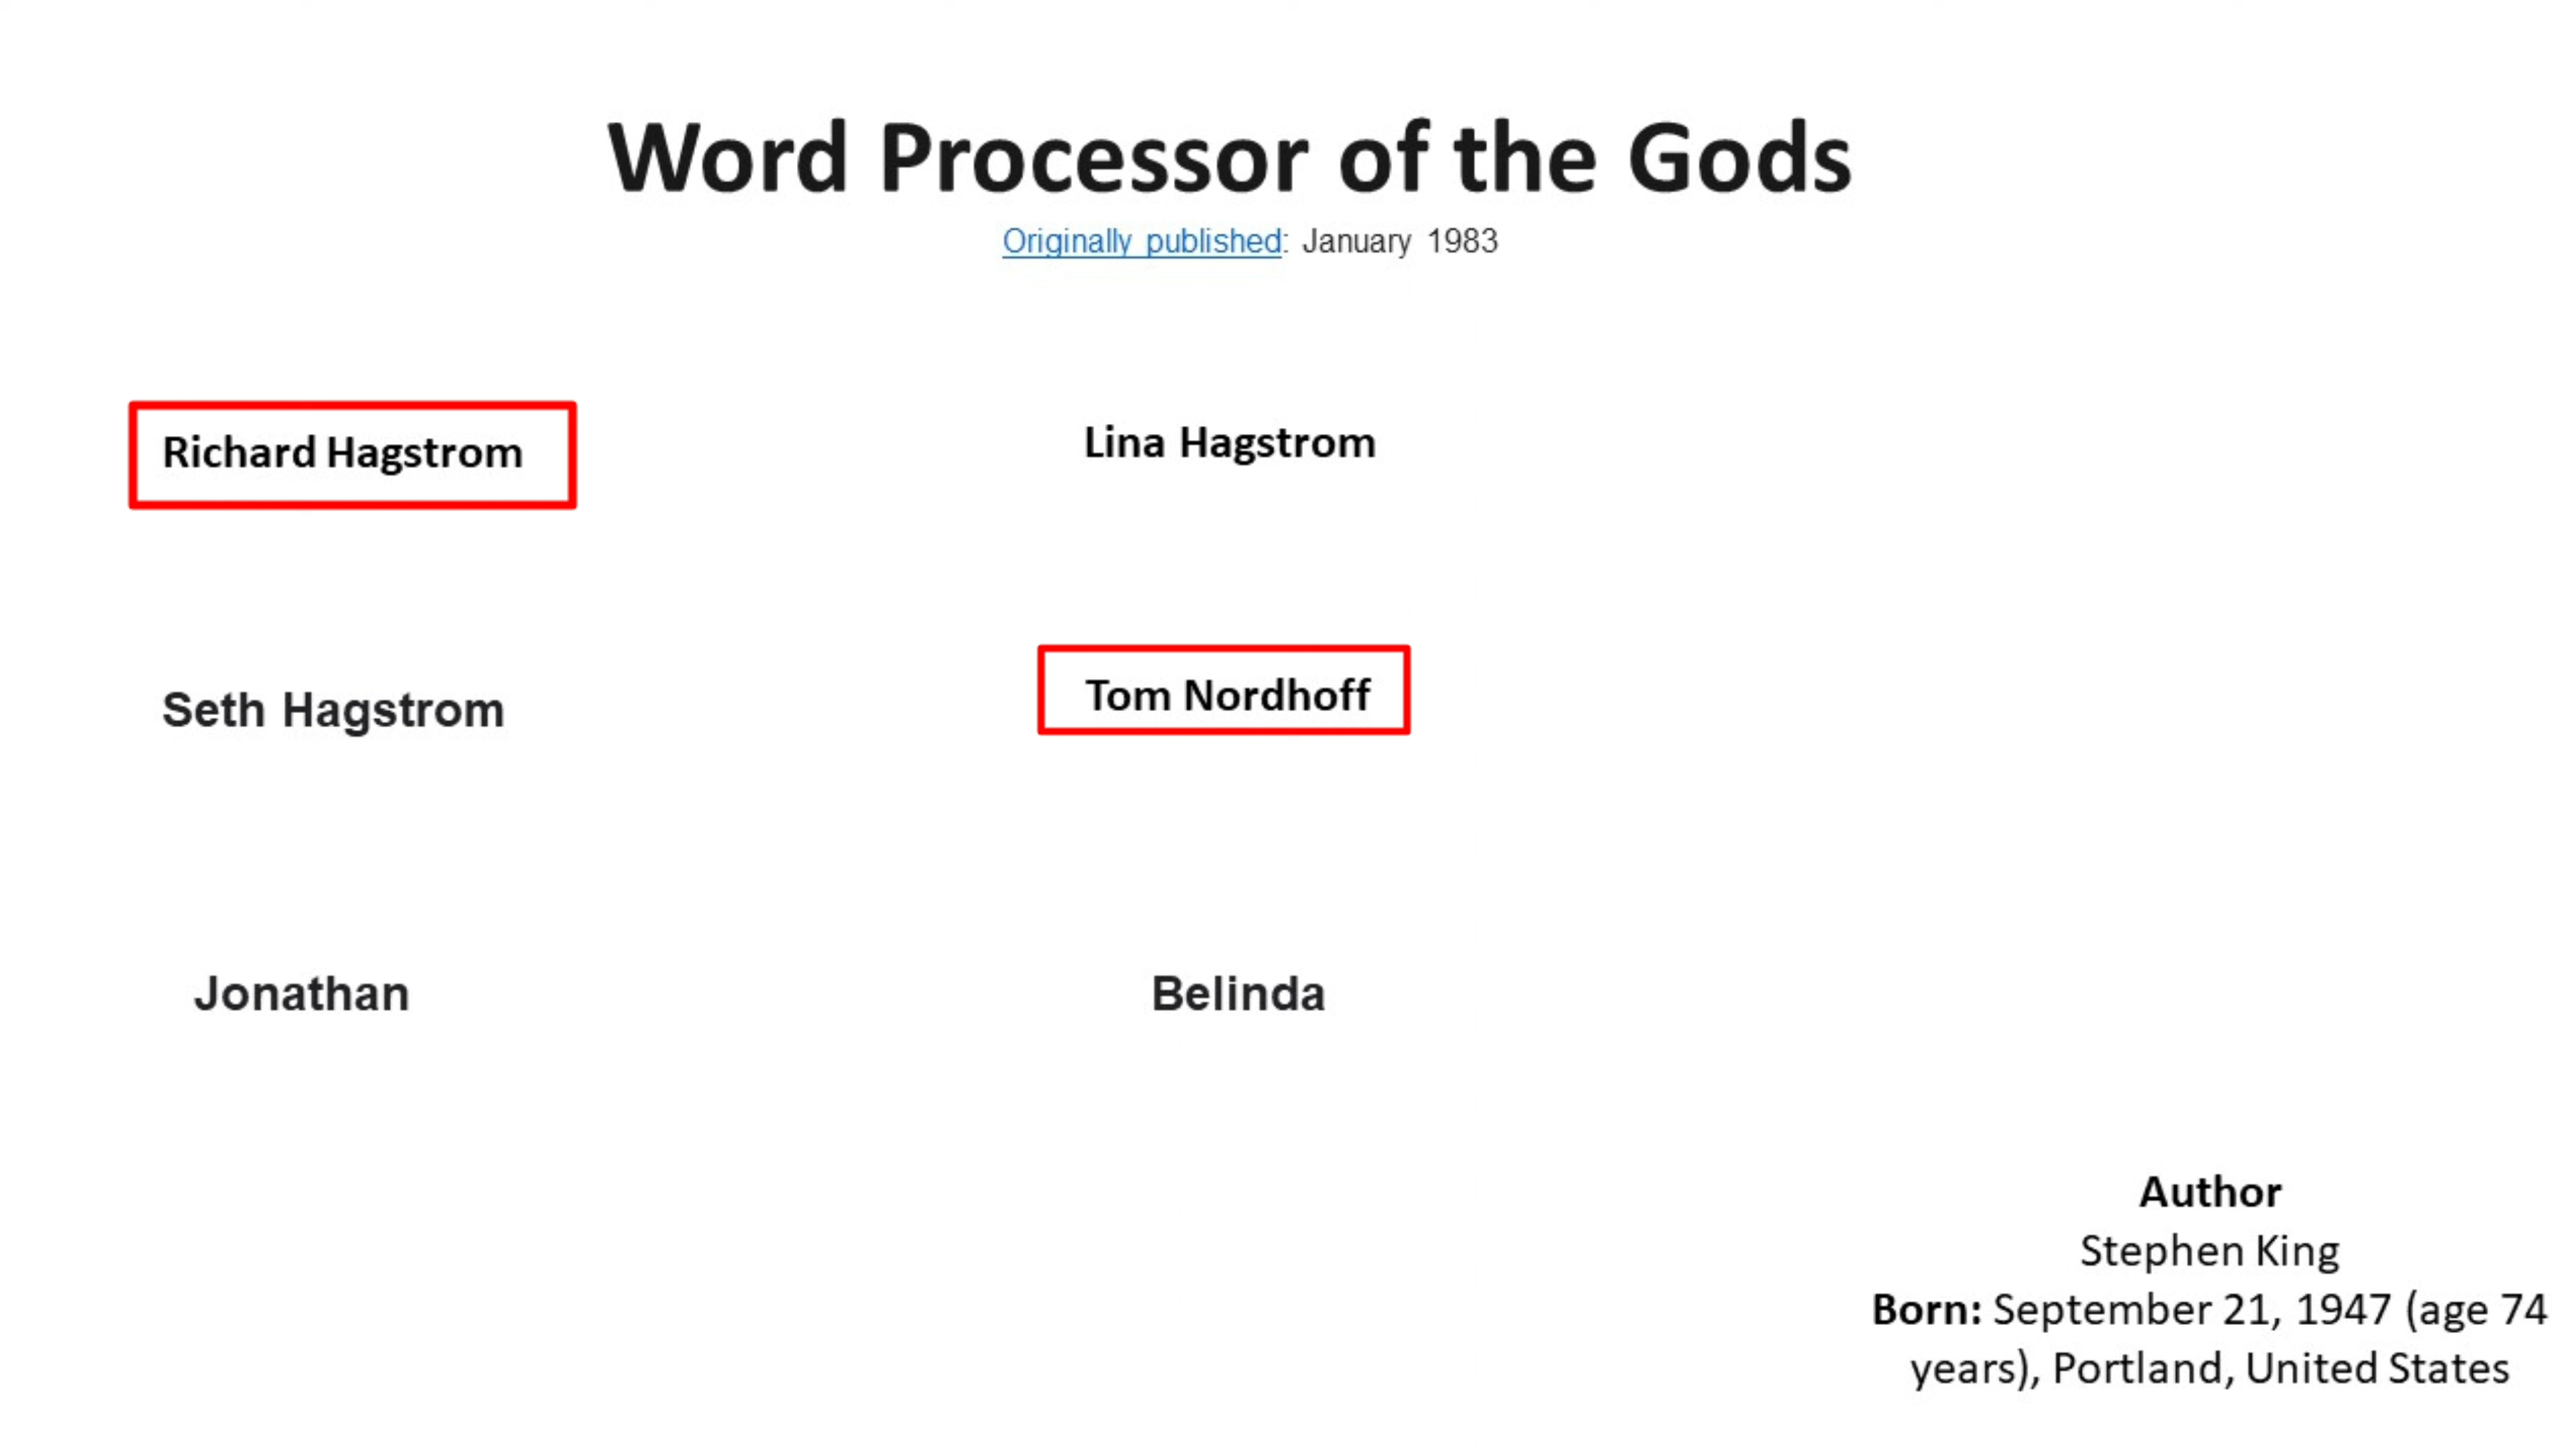 Word Processor of the Gods
Originally published: January 1983
Richard Hagstrom
Lina Hagstrom
Seth Hagstrom
Tom Nordhoff
Jonathan
Belinda
Author
Stephen King
Born: September 21, 1947 (age 74
years), Portland, United States